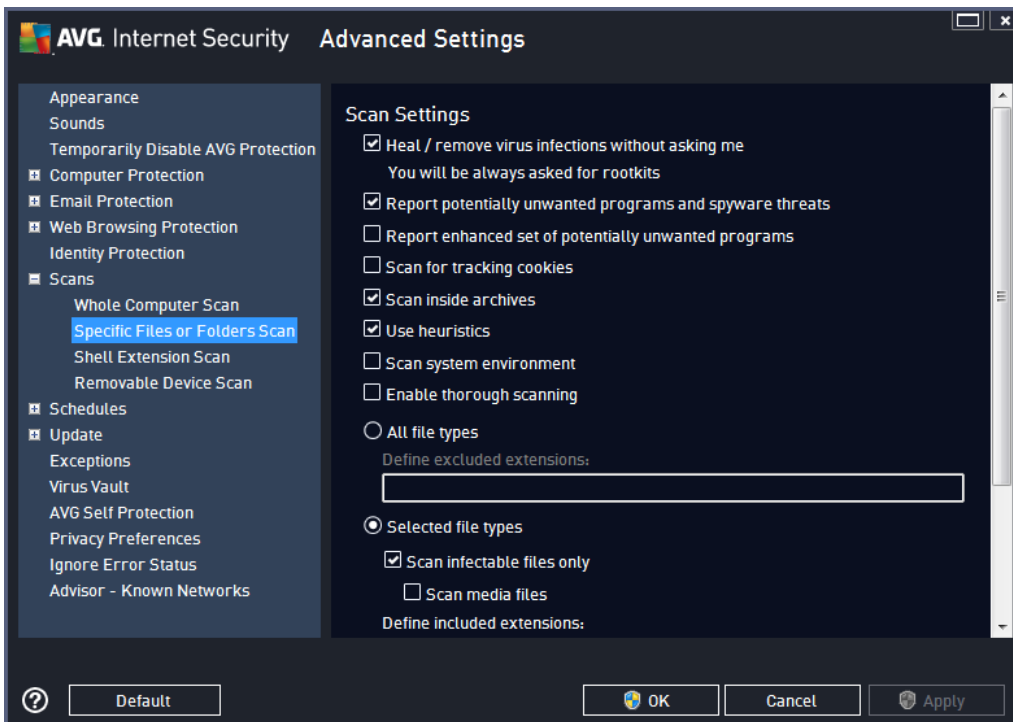 AVG. Internet Security Advanced Settings
Appearance
Sounds
Temporarily Disable AVG Protection
Computer Protection
Email Protection
Web Browsing Protection
Identity Protection
Scans
Whole Computer Scan
Specific Files or Folders Scan
Shell Extension Scan
Removable Device Scan
Schedules
Update
Exceptions
Virus Vault
AVG Self Protection
Privacy Preferences
Ignore Error Status
Advisor - Known Networks
Scan Settings
Heal / remove virus infections without asking me
You will be always asked for rootkits
Report potentially unwanted programs and spyware threats
Report enhanced set of potentially unwanted programs
Scan for tracking cookies
Scan inside archives
Use heuristics
Scan system environment
Enable thorough scanning
All file types
Define excluded extensions:
Selected file types
Scan infectable files only
Scan media files
Define included extensions:
? Default OK Cancel Apply